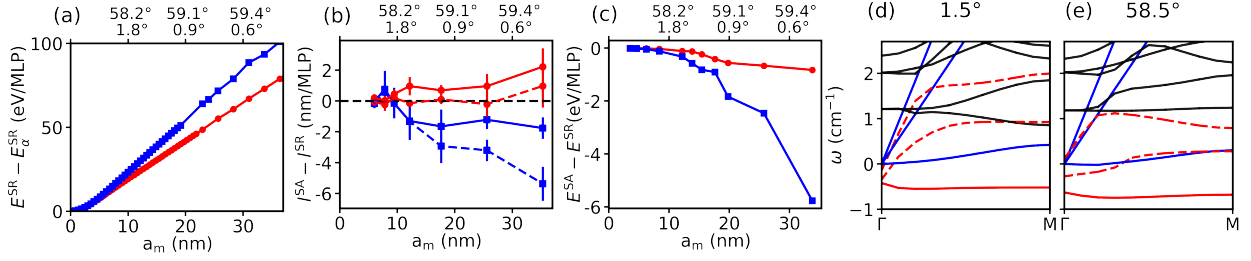 (a)
58.2° 59.1° 59.4°
1.8° 0.9° 0.6°
100
50
0
E^SR − E_α^SR (eV/MLP)
0 10 20 30
a_m (nm)
(b)
58.2° 59.1° 59.4°
1.8° 0.9° 0.6°
2
0
-2
-4
-6
l^SA − l^SR (nm/MLP)
0 10 20 30
a_m (nm)
(c)
58.2° 59.1° 59.4°
1.8° 0.9° 0.6°
0
-2
-4
-6
E^SA − E^SR (eV/MLP)
0 10 20 30
a_m (nm)
(d) 1.5°
2
1
0
−1
ω (cm⁻¹)
Γ M
(e) 58.5°
Γ M